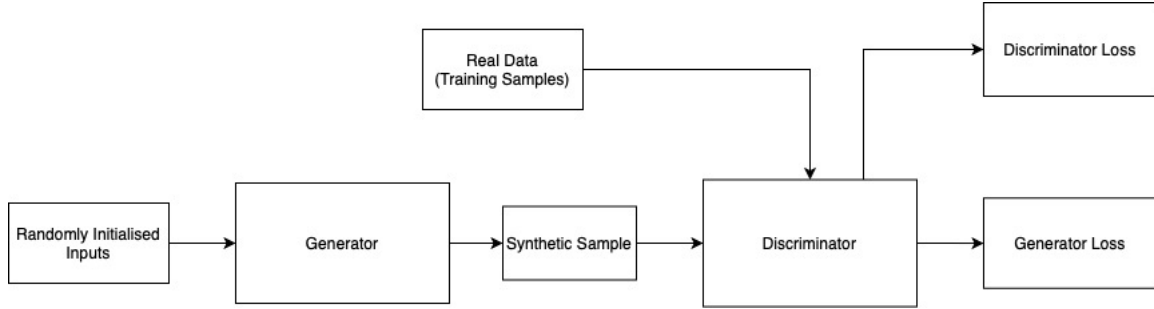 Real Data
(Training Samples)
Discriminator Loss
Randomly Initialised
Inputs
Generator
Synthetic Sample
Discriminator
Generator Loss